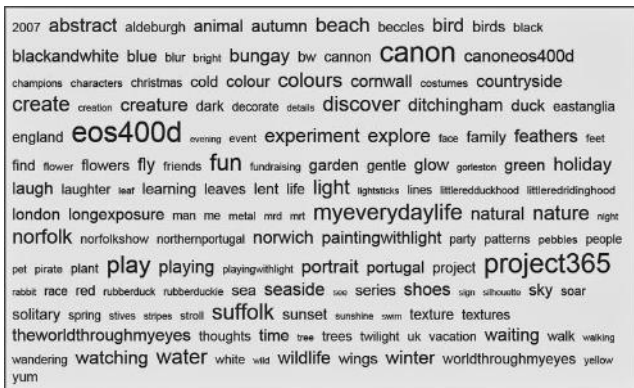 2007 abstract aldeburgh animal autumn beach beccles bird birds black
blackandwhite blue blur bright bungay bw cannon canon canoneos400d
champions characters christmas cold colour colours cornwall costumes countryside
create creation creature dark decorate details discover ditchingham duck eastanglia
england eos400d evening event experiment explore face family feathers feet
find flower flowers fly friends fun fundraising garden gentle glow gorleston green holiday
laugh laughter leaf learning leaves lent life light lightsticks lines littleredduckhood littleredridinghood
london longexposure man me metal mrd mrt myeverydaylife natural nature night
norfolk norfolkshow northernportugal norwich paintingwithlight party patterns pebbles people
pet pirate plant play playing playingwithlight portrait portugal project project365
rabbit race red rubberduck rubberduckie sea seaside see series shoes sign silhouette sky soar
solitary spring stives stripes stroll suffolk sunset sunshine swim texture textures
theworldthroughmyeyes thoughts time tree trees twilight uk vacation waiting walk walking
wandering watching water white wild wildlife wings winter worldthroughmyeyes yellow
yum